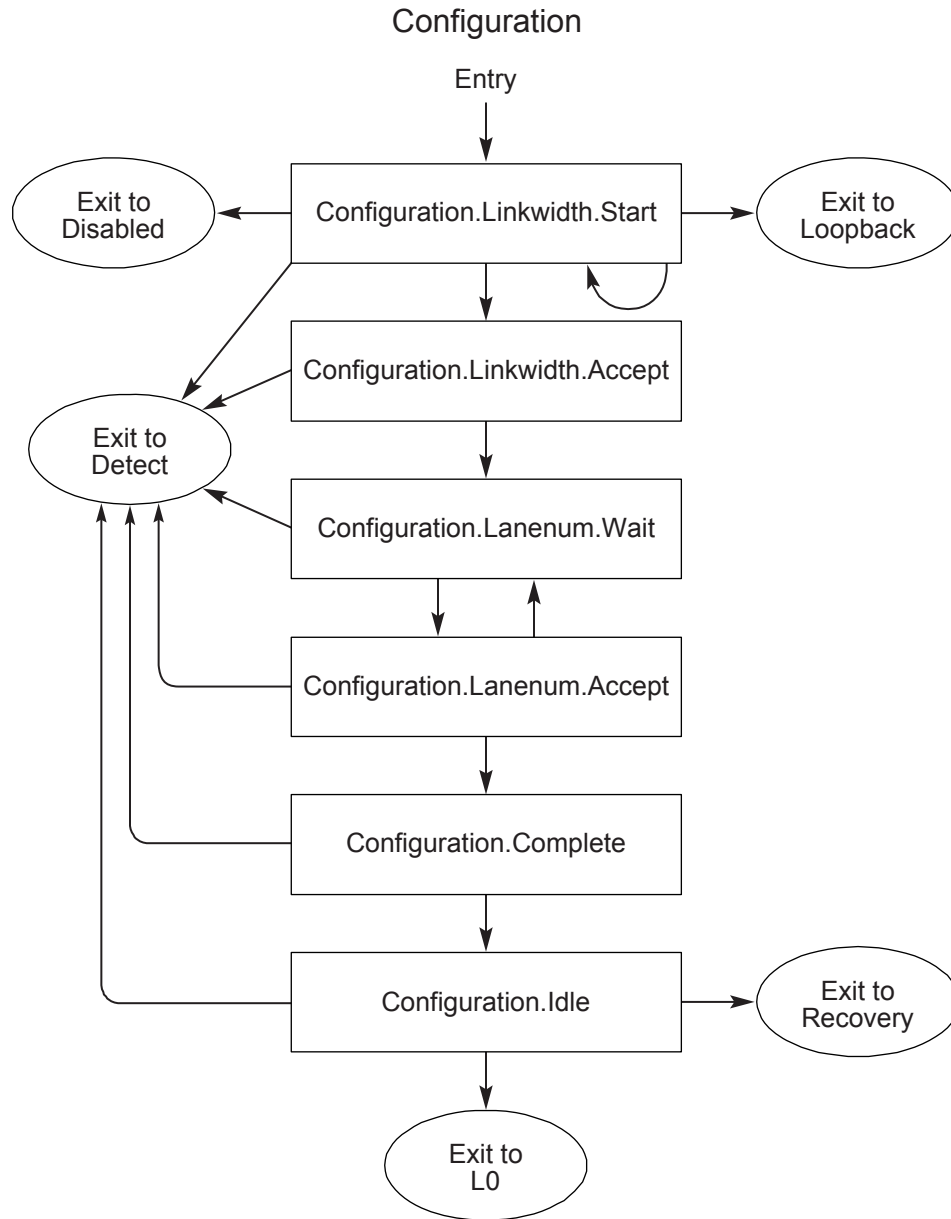 Configuration
Entry
Exit to
Disabled
Configuration.Linkwidth.Start
Exit to
Loopback
Configuration.Linkwidth.Accept
Exit to
Detect
Configuration.Lanenum.Wait
Configuration.Lanenum.Accept
Configuration.Complete
Configuration.Idle
Exit to
Recovery
Exit to
L0